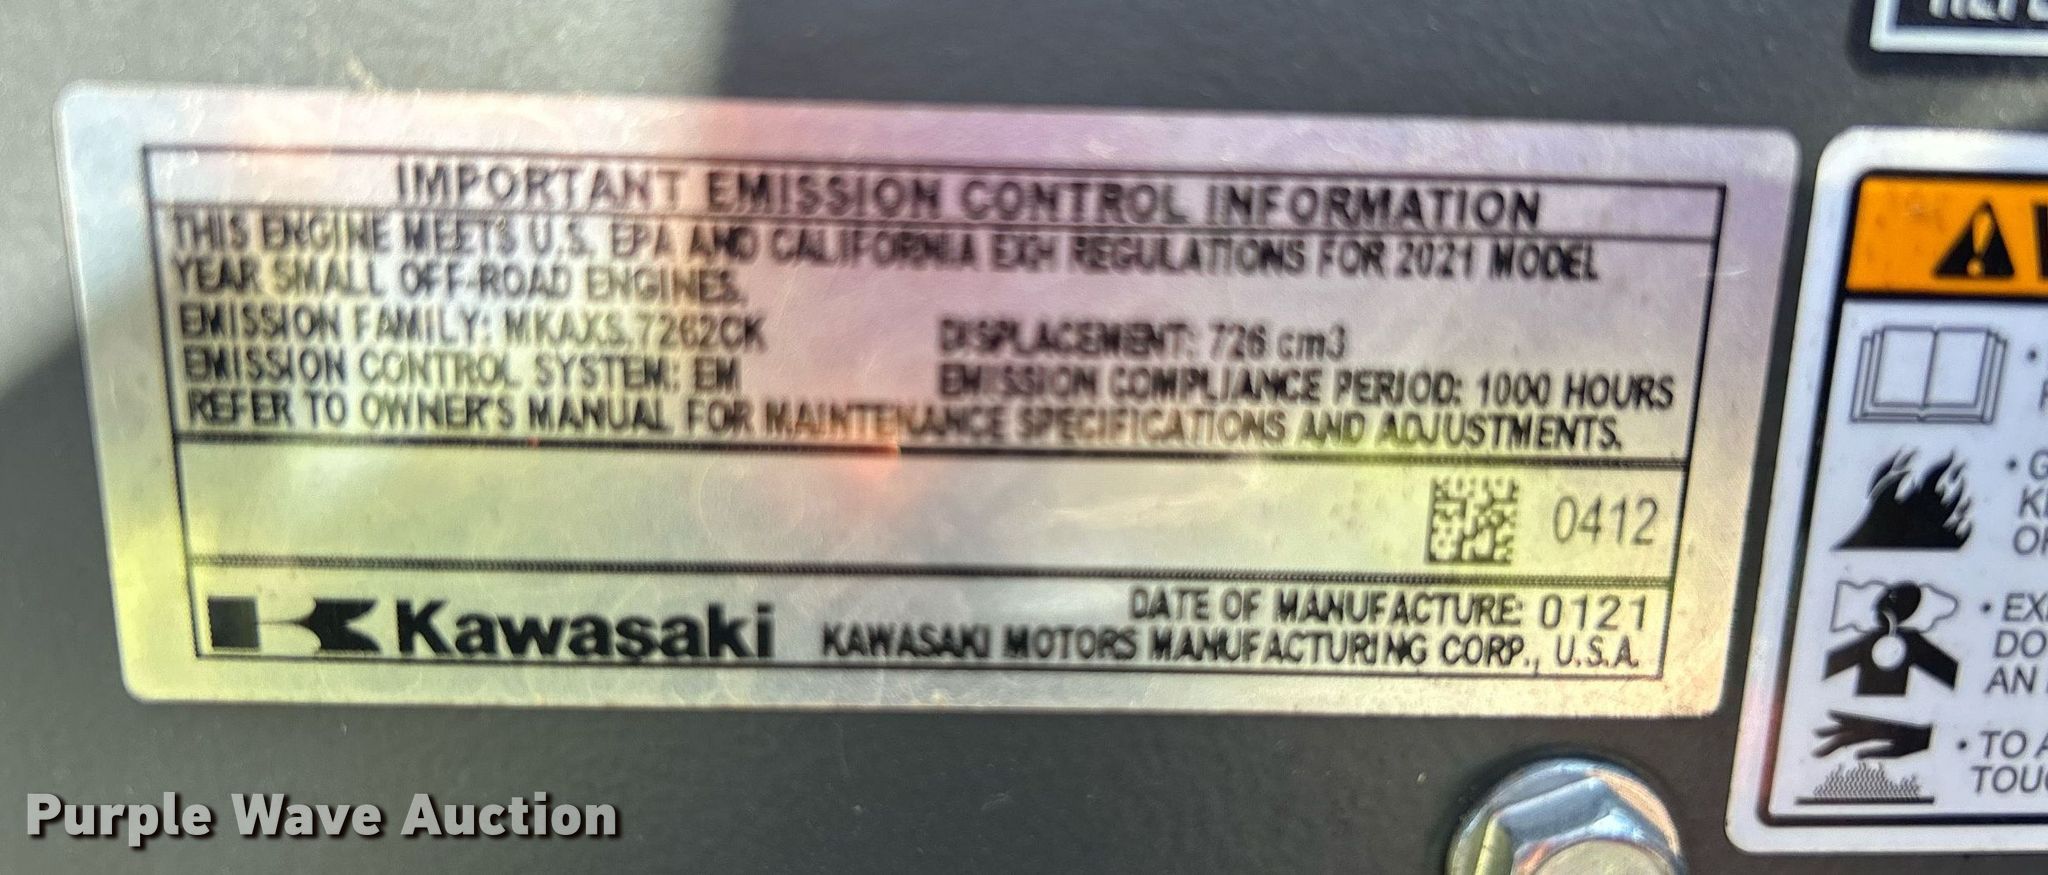 IMPORTANT EMISSION CONTROL INFORMATION
THIS ENGINE MEETS U.S. EPA AND CALIFORNIA EXH REGULATIONS FOR 2021 MODEL
YEAR SMALL OFF-ROAD ENGINES.
EMISSION FAMILY: MKAXS.7262CK
DISPLACEMENT: 726 cm3
EMISSION CONTROL SYSTEM: EM
EMISSION COMPLIANCE PERIOD: 1000 HOURS
REFER TO OWNER'S MANUAL FOR MAINTENANCE SPECIFICATIONS AND ADJUSTMENTS.
0412
Kawasaki
DATE OF MANUFACTURE: 0121
KAWASAKI MOTORS MANUFACTURING CORP., U.S.A.
DO
AN
• TO
Purple Wave Auction